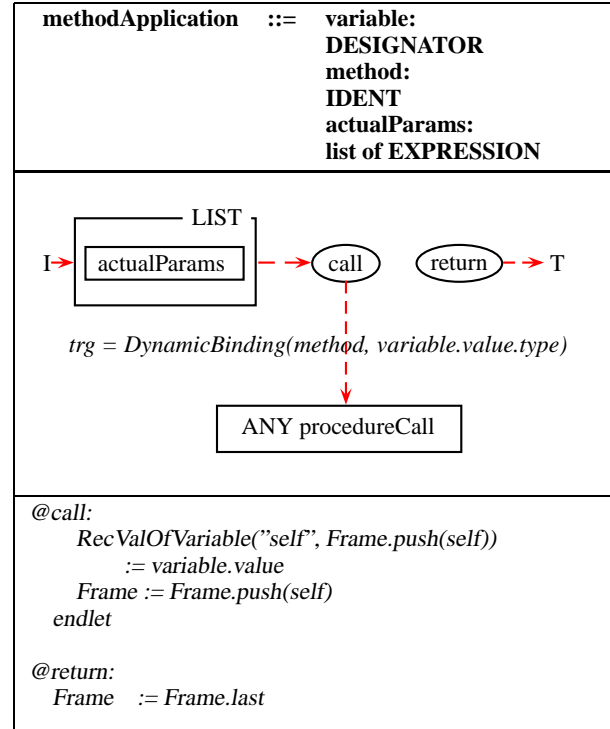 methodApplication ::= variable:
DESIGNATOR
method:
IDENT
actualParams:
list of EXPRESSION
LIST
I actualParams call return T
trg = DynamicBinding(method, variable.value.type)
ANY procedureCall
@call:
RecValOfVariable("self", Frame.push(self))
:= variable.value
Frame := Frame.push(self)
endlet
@return:
Frame := Frame.last